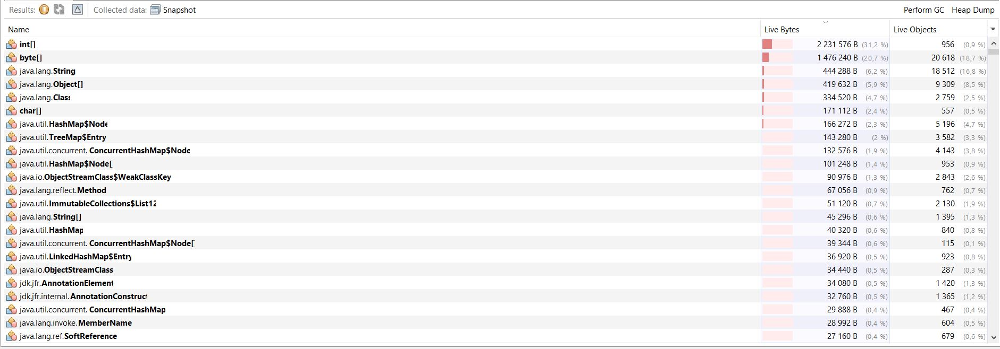 Results: Collected data: Snapshot Perform GC Heap Dump
Name Live Bytes Live Objects
int[] 2 231 576 B (31,2 %) 956 (0,9 %)
byte[] 1 476 240 B (20,7 %) 20 618 (18,7 %)
java.lang.String 444 288 B (6,2 %) 18 512 (16,8 %)
java.lang.Object[] 419 632 B (5,9 %) 9 309 (8,5 %)
java.lang.Class 334 520 B (4,7 %) 2 759 (2,5 %)
char[] 171 112 B (2,4 %) 557 (0,5 %)
java.util.HashMap$Node 166 272 B (2,3 %) 5 196 (4,7 %)
java.util.TreeMap$Entry 143 280 B (2 %) 3 582 (3,3 %)
java.util.concurrent. ConcurrentHashMap$Node 132 576 B (1,9 %) 4 143 (3,8 %)
java.util.HashMap$Node[ 101 248 B (1,4 %) 953 (0,9 %)
java.io.ObjectStreamClass$WeakClassKey 90 976 B (1,3 %) 2 843 (2,6 %)
java.lang.reflect.Method 67 056 B (0,9 %) 762 (0,7 %)
java.util.ImmutableCollections$List12 51 120 B (0,7 %) 2 130 (1,9 %)
java.lang.String[] 45 296 B (0,6 %) 1 395 (1,3 %)
java.util.HashMap 40 320 B (0,6 %) 840 (0,8 %)
java.util.concurrent. ConcurrentHashMap$Node[ 39 344 B (0,6 %) 115 (0,1 %)
java.util.LinkedHashMap$Entry 36 920 B (0,5 %) 923 (0,8 %)
java.io.ObjectStreamClass 34 440 B (0,5 %) 287 (0,3 %)
jdk.jfr.AnnotationElement 34 080 B (0,5 %) 1 420 (1,3 %)
jdk.jfr.internal.AnnotationConstruct 32 760 B (0,5 %) 1 365 (1,2 %)
java.util.concurrent. ConcurrentHashMap 29 888 B (0,4 %) 467 (0,4 %)
java.lang.invoke.MemberName 28 992 B (0,4 %) 604 (0,5 %)
java.lang.ref.SoftReference 27 160 B (0,4 %) 679 (0,6 %)